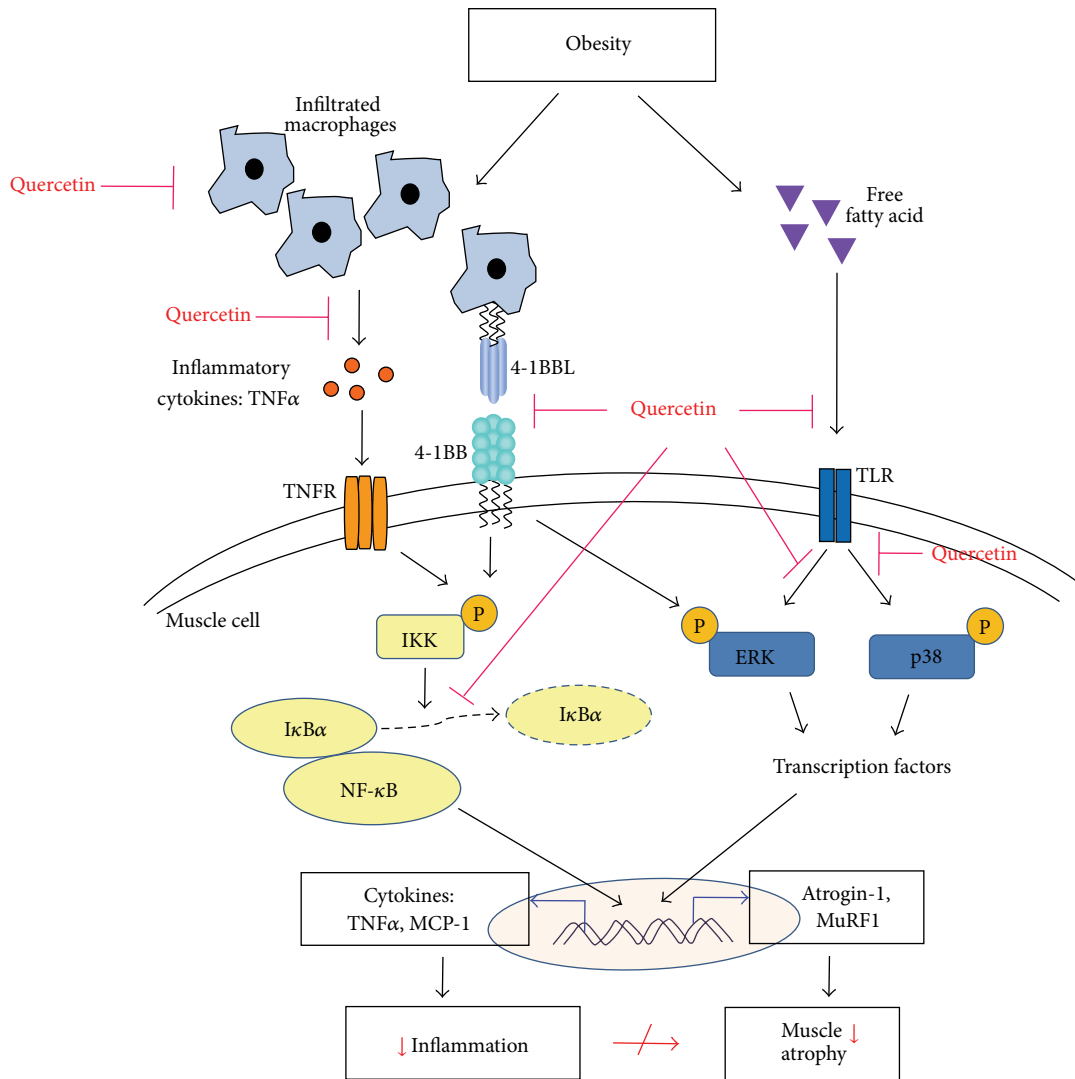 Obesity
Infiltrated
macrophages
Quercetin
Free
fatty acid
Quercetin
Inflammatory
cytokines: TNFα
4-1BBL
Quercetin
4-1BB
TNFR
TLR
Quercetin
Muscle cell
P
IKK
P
ERK
P
p38
IκBα
IκBα
NF-κB
Transcription factors
Cytokines:
TNFα, MCP-1
Atrogin-1,
MuRF1
↓ Inflammation
Muscle ↓
atrophy